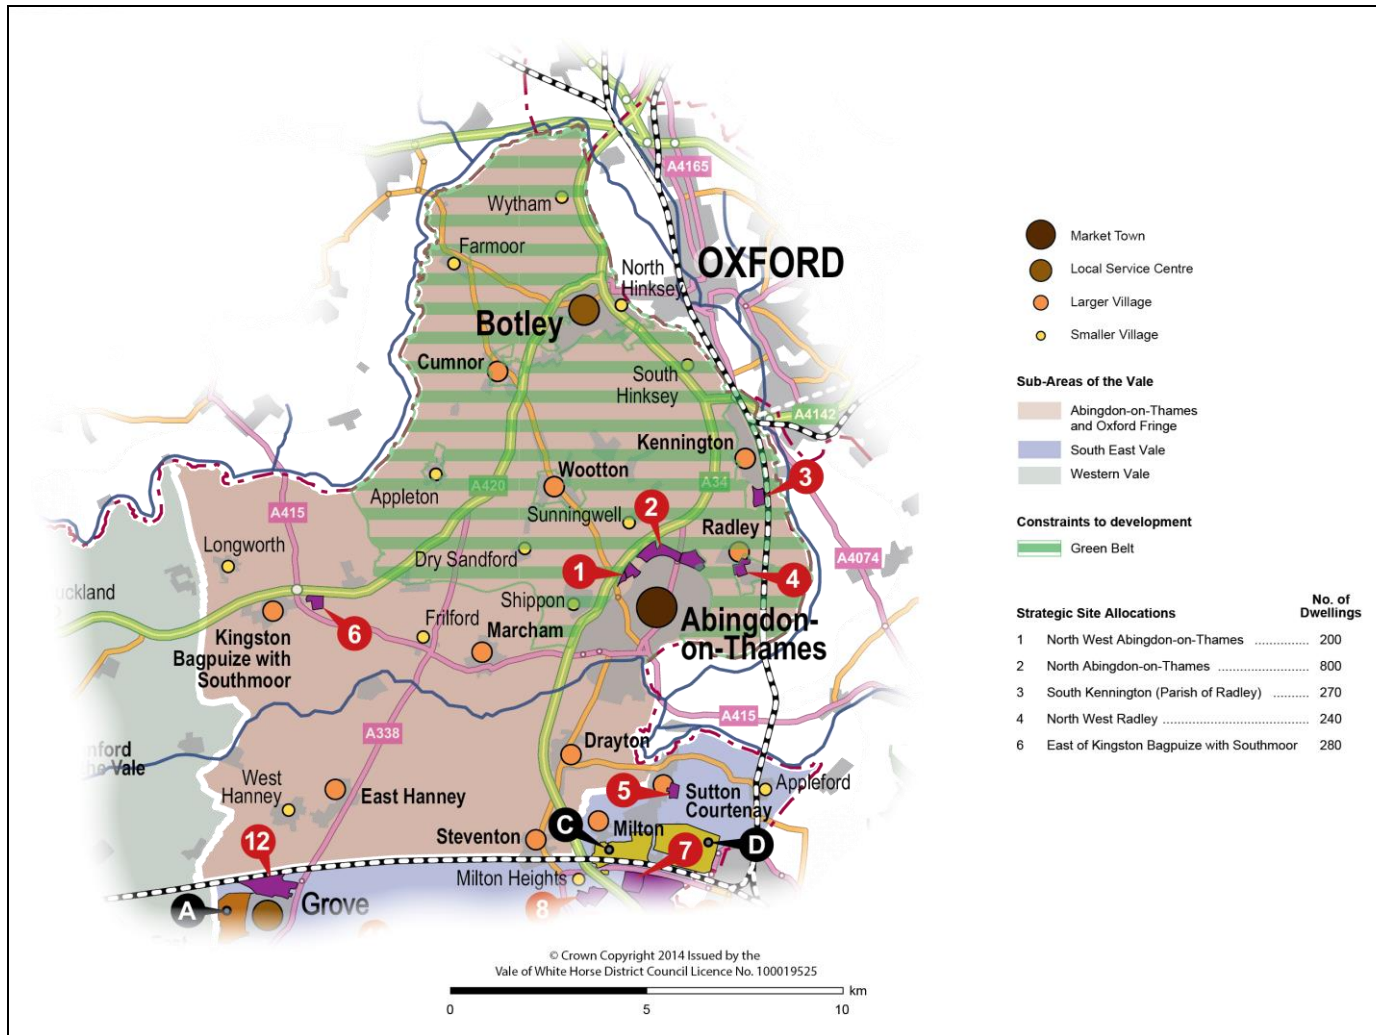 A4165
Wytham
Farmoor
North
Hinksey
OXFORD
Botley
Cumnor
South
Hinksey
A4142
Kennington
Wootton
3
Appleton
A420
A34
A415
Sunningwell
2
Radley
Longworth
Dry Sandford
1
4
A4074
uckland
Shippon
6
Frilford
Marcham
Abingdon-
on-Thames
Kingston
Bagpuize with
Southmoor
A415
A338
Drayton
nford
he Vale
West
Hanney
East Hanney
5
Sutton
Courtenay
Appleford
12
Steventon
C
Milton
7
D
Milton Heights
A
Grove
8
Market Town
Local Service Centre
Larger Village
Smaller Village
Sub-Areas of the Vale
Abingdon-on-Thames
and Oxford Fringe
South East Vale
Western Vale
Constraints to development
Green Belt
Strategic Site Allocations No. of
Dwellings
1 North West Abingdon-on-Thames ............. 200
2 North Abingdon-on-Thames .................... 800
3 South Kennington (Parish of Radley) .......... 270
4 North West Radley .................................. 240
6 East of Kingston Bagpuize with Southmoor 280
© Crown Copyright 2014 Issued by the
Vale of White Horse District Council Licence No. 100019525
km
0 5 10